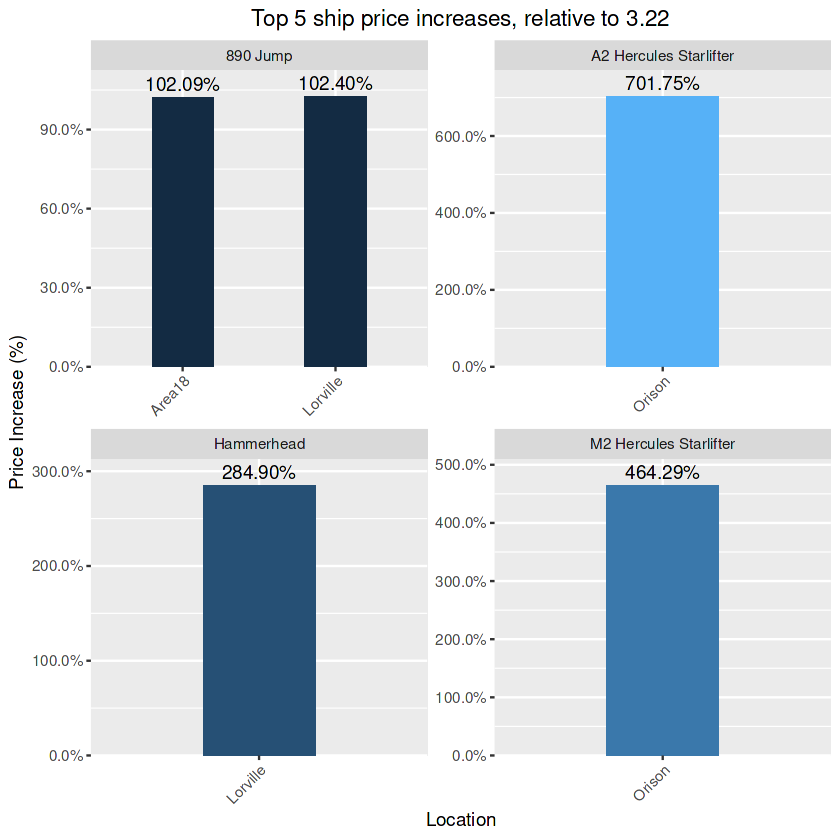 Top 5 ship price increases, relative to 3.22
890 Jump
102.09%
102.40%
90.0%
60.0%
30.0%
0.0%
Area18
Lorville
A2 Hercules Starlifter
701.75%
600.0%
400.0%
200.0%
0.0%
Orison
Price Increase (%)
Hammerhead
284.90%
300.0%
200.0%
100.0%
0.0%
Lorville
M2 Hercules Starlifter
464.29%
500.0%
400.0%
300.0%
200.0%
100.0%
0.0%
Orison
Location